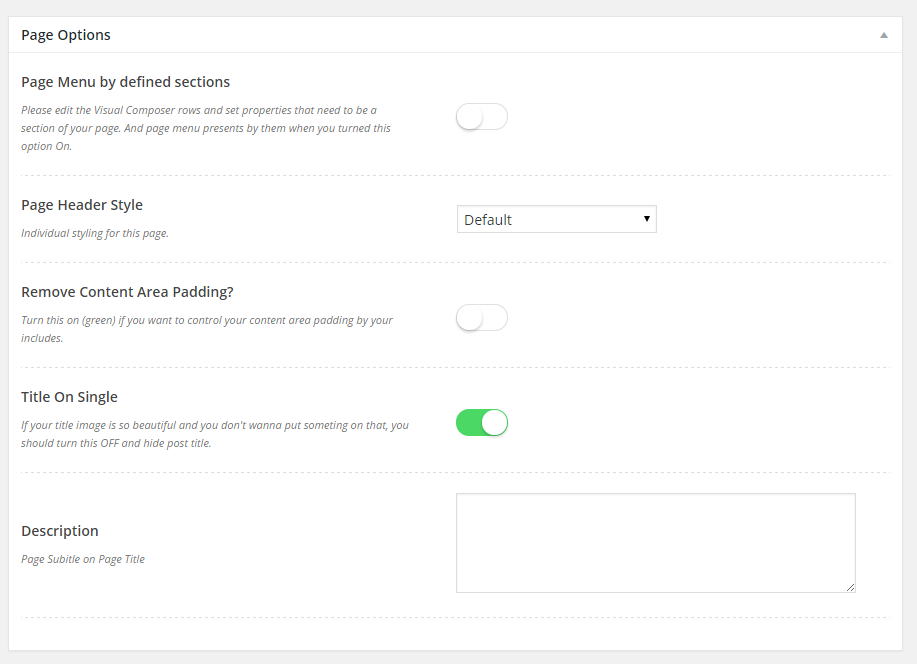 Page Options
Page Menu by defined sections
Please edit the Visual Composer rows and set properties that need to be a
section of your page. And page menu presents by them when you turned this
option On.
Page Header Style
Default
Individual styling for this page.
Remove Content Area Padding?
Turn this on (green) if you want to control your content area padding by your
includes.
Title On Single
If your title image is so beautiful and you don't wanna put someting on that, you
should turn this OFF and hide post title.
Description
Page Subitle on Page Title